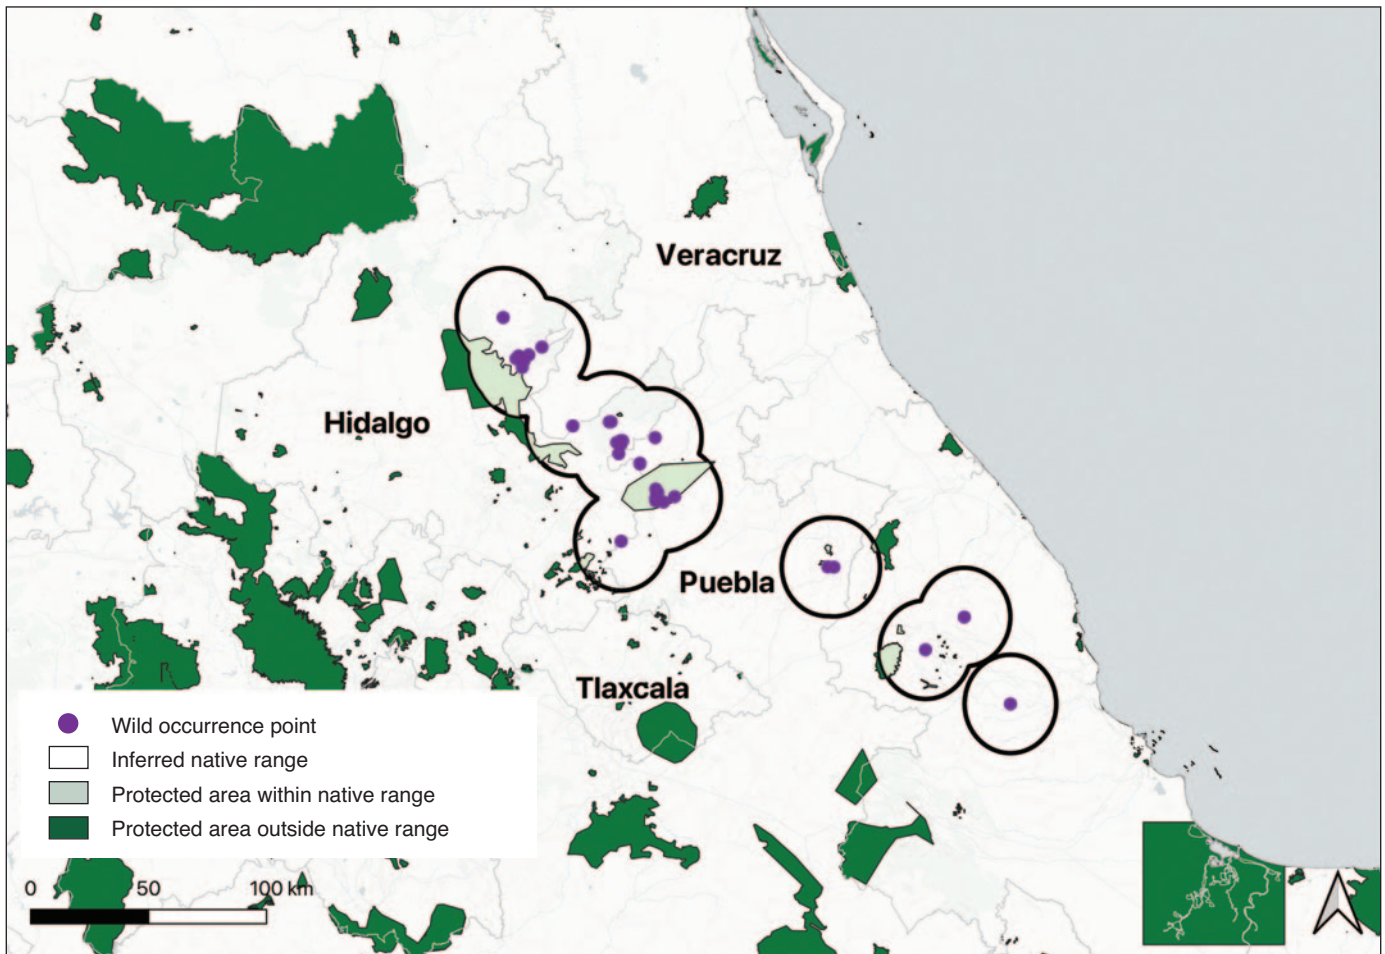 Veracruz
Hidalgo
Puebla
Tlaxcala
Wild occurrence point
Inferred native range
Protected area within native range
Protected area outside native range
0 50 100 km